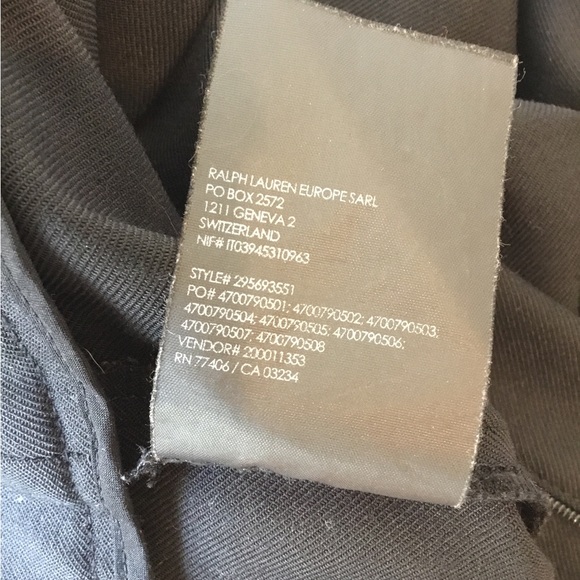 RALPH LAUREN EUROPE SARL
PO BOX 2572
1211 GENEVA 2
SWITZERLAND
NIF# IT03945310963
STYLE# 295693551
PO# 4700790501; 4700790502; 4700790503;
4700790504; 4700790505; 4700790506;
4700790507; 4700790508
VENDOR# 200011353
RN 77406 / CA 03234